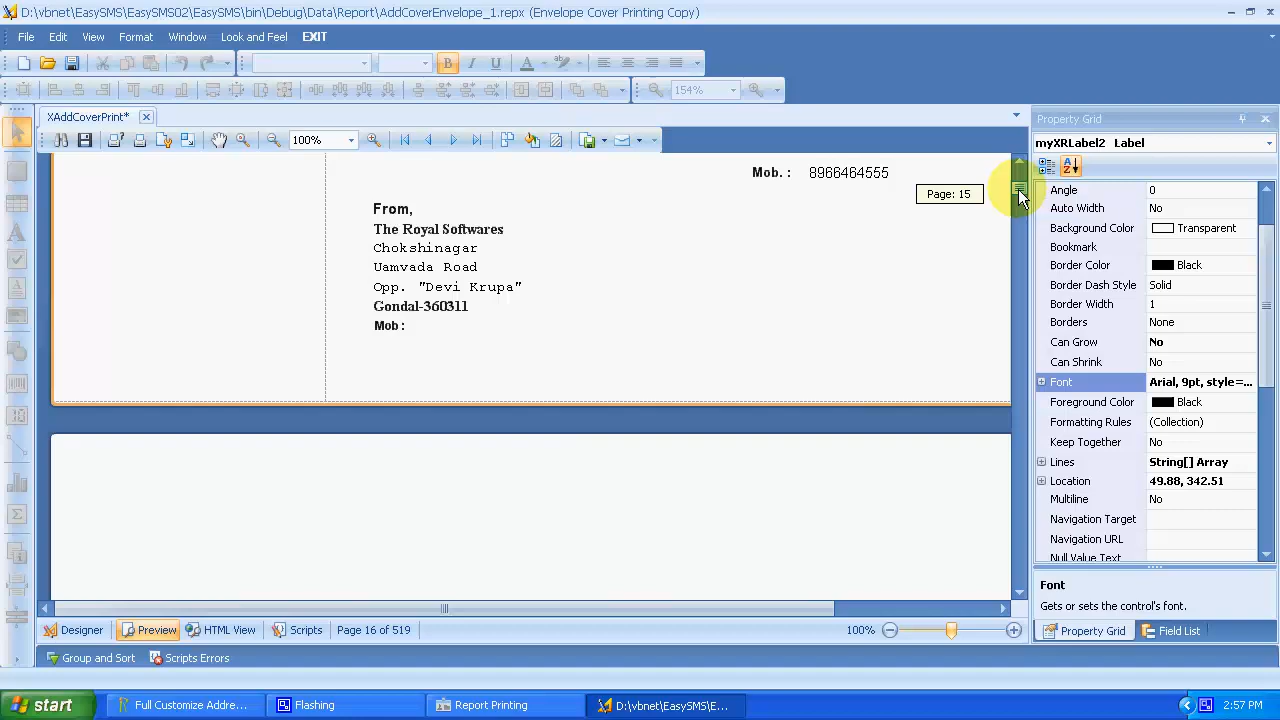 D:\vbnet\EasySMS\EasySMS02\EasySMS\bin\Debug\Data\Report\AddCoverEnvelope_1.repx (Envelope Cover Printing Copy)
File Edit View Format Window Look and Feel EXIT
B I U A
154%
XAddCoverPrint*
Property Grid
100%
myXRLabel2 Label
Mob. : 8966464555
Page: 15
From,
The Royal Softwares
Chokshinagar
Uamvada Road
Opp. "Devi Krupa"
Gondal-360311
Mob :
Angle 0
Auto Width No
Background Color Transparent
Bookmark
Border Color Black
Border Dash Style Solid
Border Width 1
Borders None
Can Grow No
Can Shrink No
Font Arial, 9pt, style=...
Foreground Color Black
Formatting Rules (Collection)
Keep Together No
Lines String[] Array
Location 49.88, 342.51
Multiline No
Navigation Target
Navigation URL
Null Value Text
Font
Gets or sets the control's font.
Designer Preview HTML View Scripts Page 16 of 519 100%
Property Grid Field List
Group and Sort Scripts Errors
start Full Customize Addre... Flashing Report Printing D:\vbnet\EasySMS\E... 2:57 PM